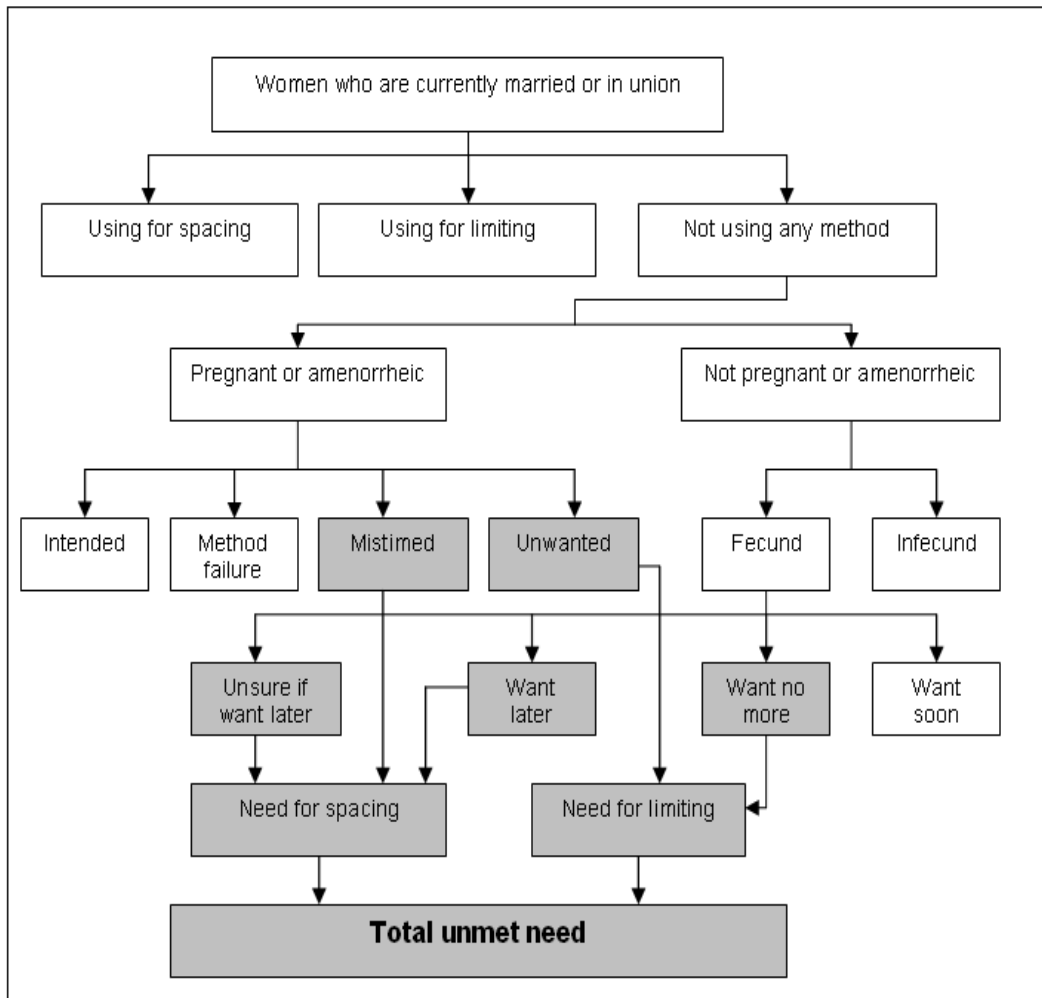 Women who are currently married or in union
Using for spacing
Using for limiting
Not using any method
Pregnant or amenorrheic
Not pregnant or amenorrheic
Intended
Method
failure
Mistimed
Unwanted
Fecund
Infecund
Unsure if
want later
Want
later
Want no
more
Want
soon
Need for spacing
Need for limiting
Total unmet need